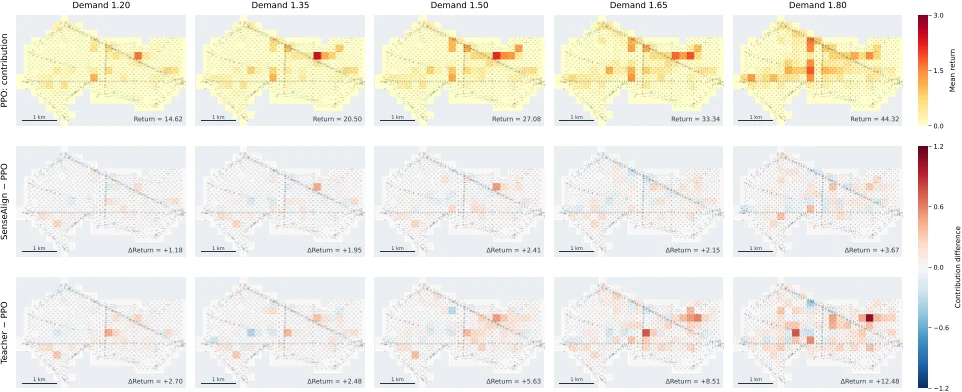 Demand 1.20
Demand 1.35
Demand 1.50
Demand 1.65
Demand 1.80
PPO: contribution
1 km
Return = 14.62
1 km
Return = 20.50
1 km
Return = 27.08
1 km
Return = 33.34
1 km
Return = 44.32
3.0
1.5
0.0
Mean return
SenseAlign − PPO
1 km
ΔReturn = +1.18
1 km
ΔReturn = +1.95
1 km
ΔReturn = +2.41
1 km
ΔReturn = +2.15
1 km
ΔReturn = +3.67
Teacher − PPO
1 km
ΔReturn = +2.70
1 km
ΔReturn = +2.48
1 km
ΔReturn = +5.63
1 km
ΔReturn = +8.51
1 km
ΔReturn = +12.48
1.2
0.6
0.0
−0.6
−1.2
Contribution difference